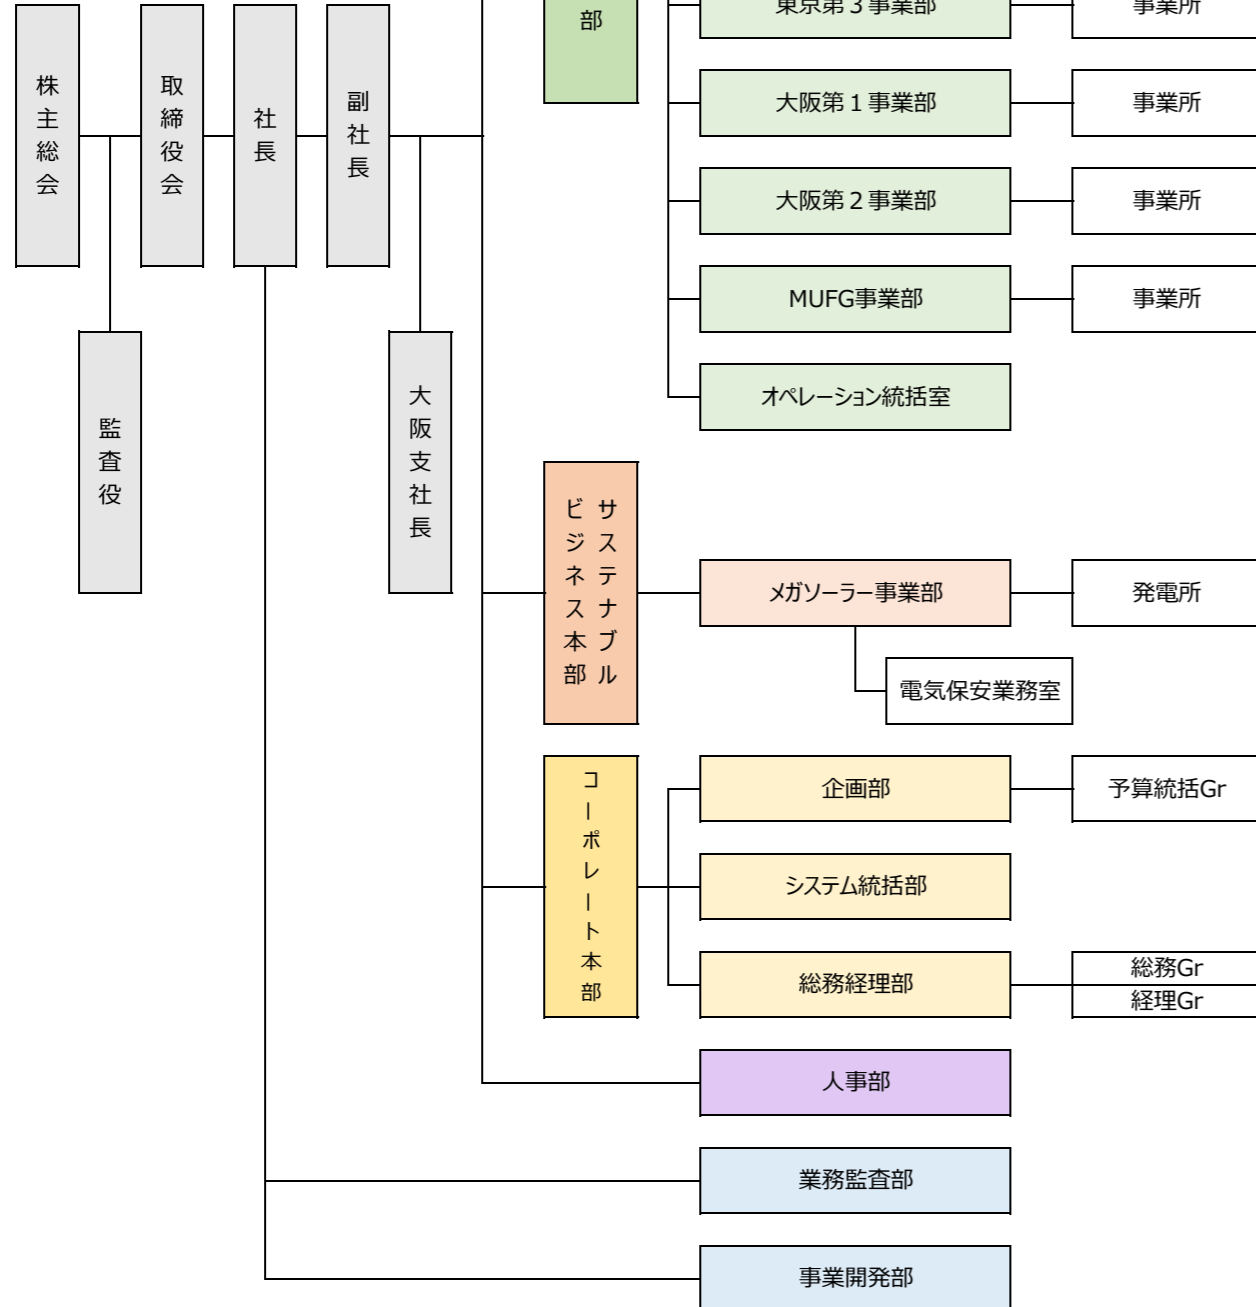 株主総会
取締役会
社長
副社長
監査役
大阪支社長
部
東京第3事業部
事業所
大阪第1事業部
事業所
大阪第2事業部
事業所
MUFG事業部
事業所
オペレーション統括室
サステナブル
ビジネス本部
メガソーラー事業部
発電所
電気保安業務室
コーポレート本部
企画部
予算統括Gr
システム統括部
総務経理部
総務Gr
経理Gr
人事部
業務監査部
事業開発部